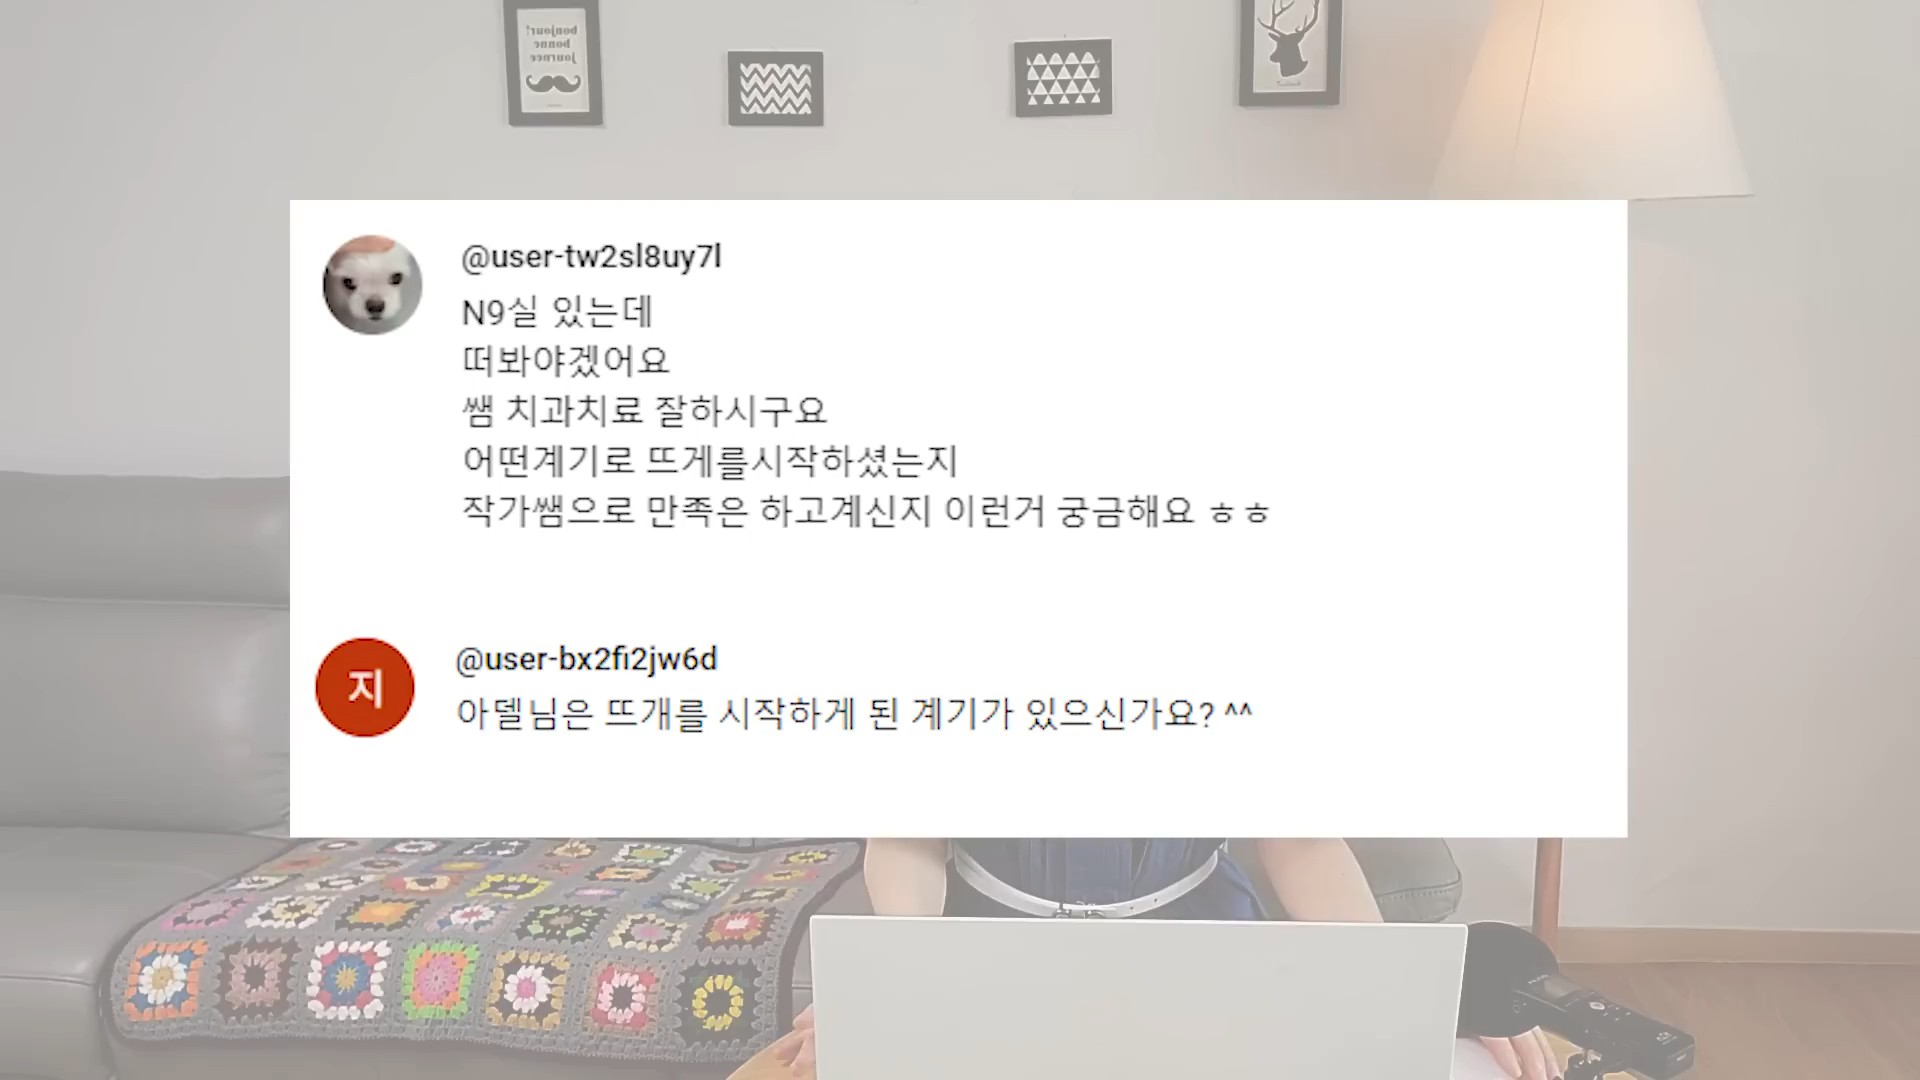 @user-tw2sl8uy7l
N9실 있는데
떠봐야겠어요
쌤 치과치료 잘하시구요
어떤계기로 뜨게를시작하셨는지
작가쌤으로 만족은 하고계신지 이런거 궁금해요 ㅎㅎ
지
@user-bx2fi2jw6d
아델님은 뜨개를 시작하게 된 계기가 있으신가요? ^^
bonjour!
bonne
journee